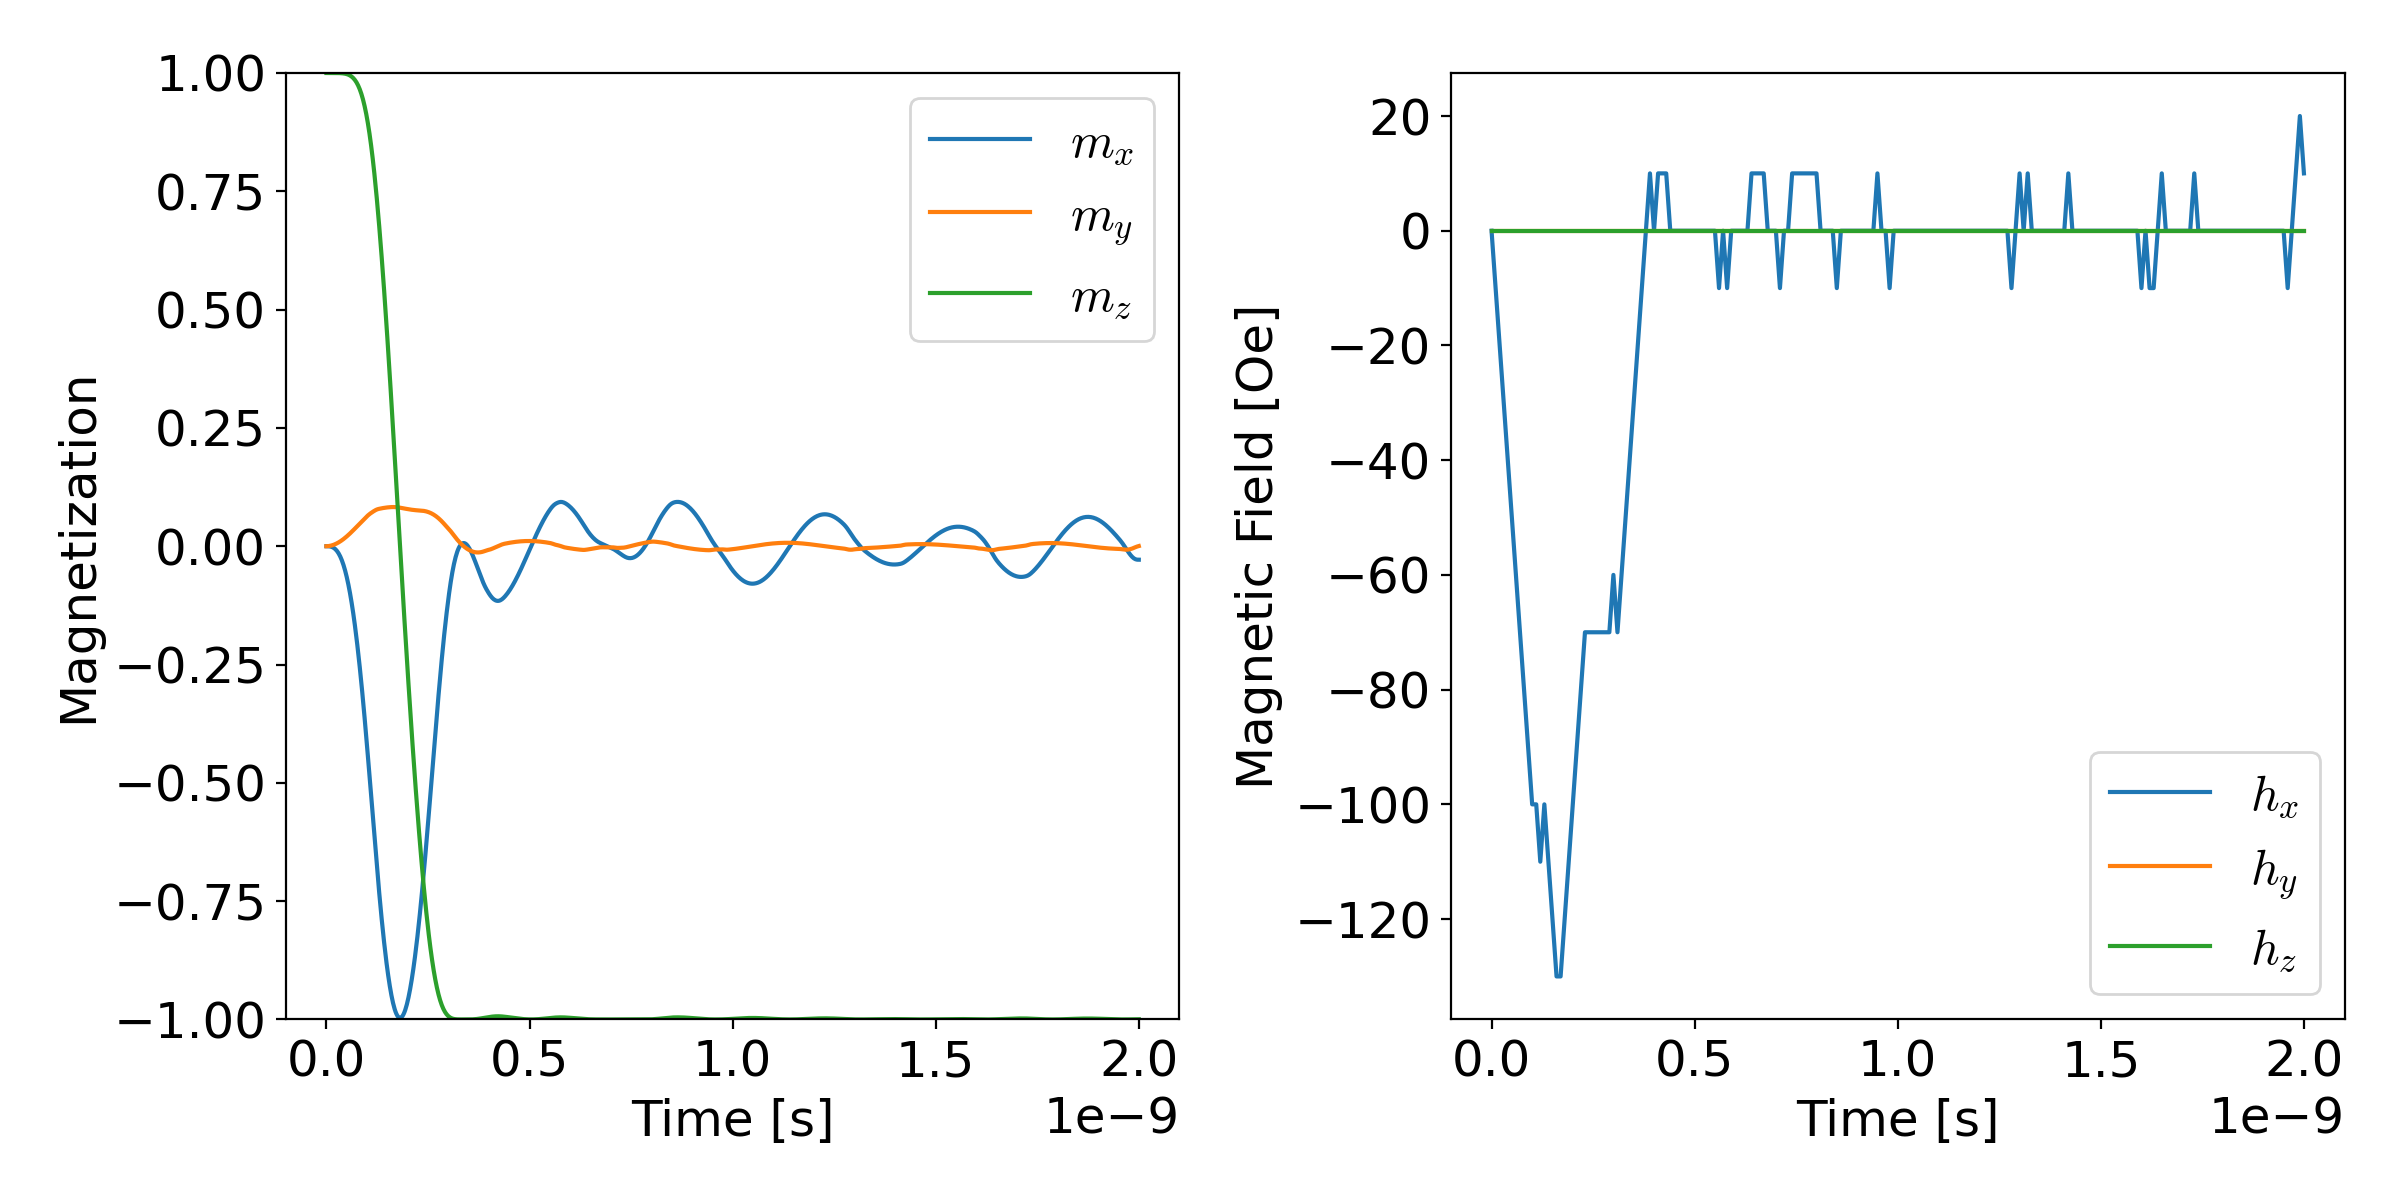 1.00
0.75
0.50
0.25
0.00
−0.25
−0.50
−0.75
−1.00
Magnetization
m_x
m_y
m_z
0.0 0.5 1.0 1.5 2.0
Time [s]
1e−9
20
0
−20
−40
−60
−80
−100
−120
Magnetic Field [Oe]
h_x
h_y
h_z
0.0 0.5 1.0 1.5 2.0
Time [s]
1e−9